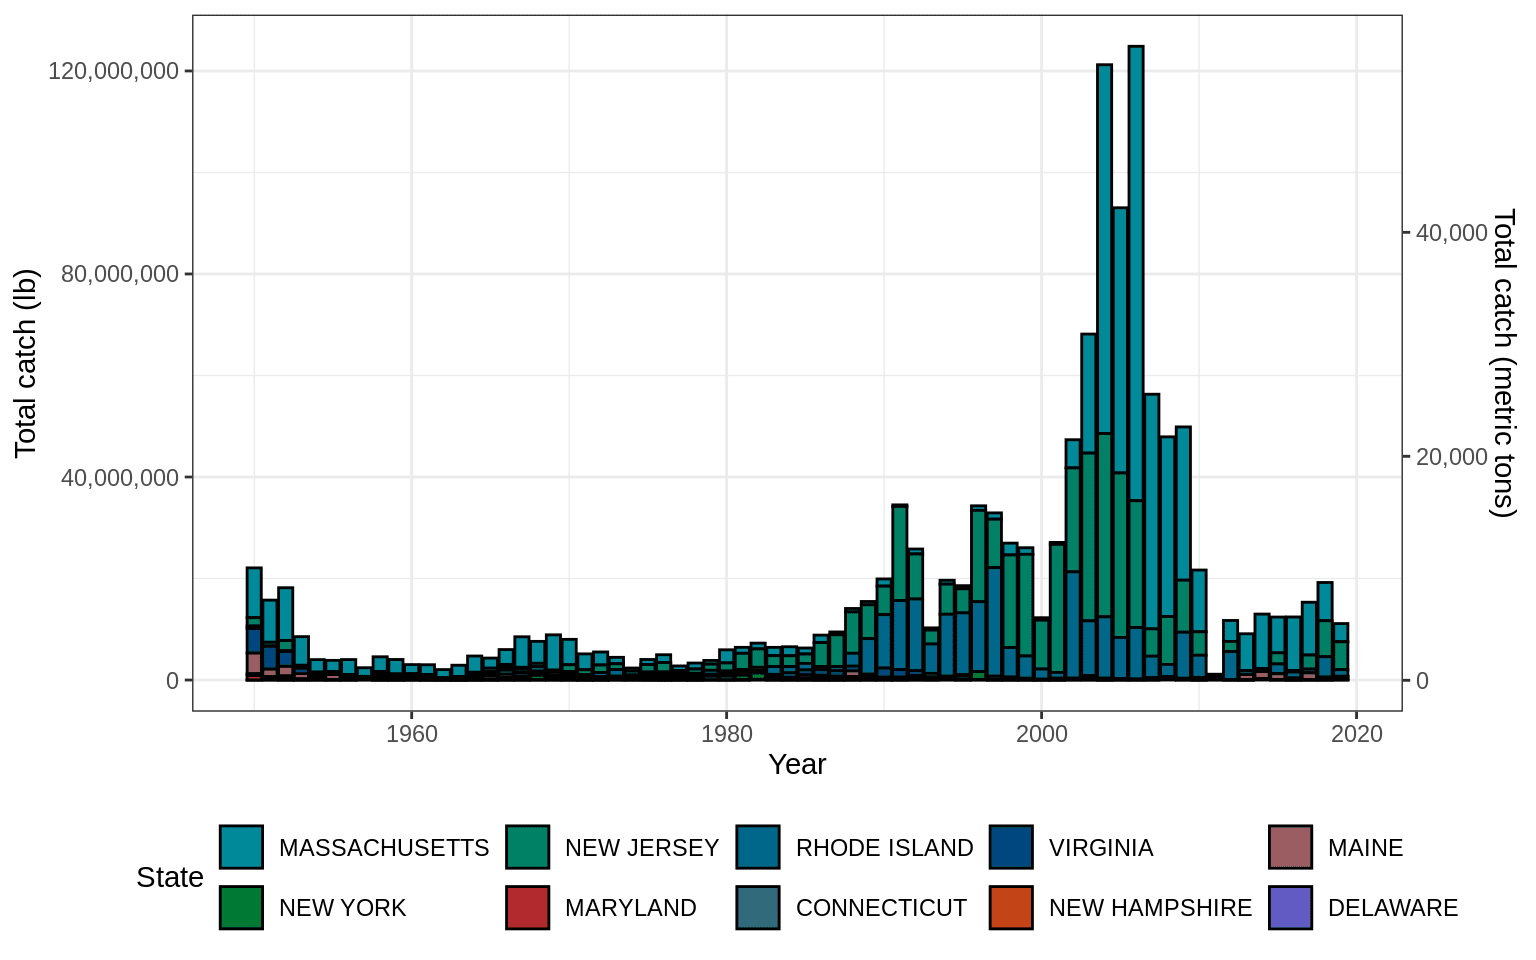 120,000,000
80,000,000
40,000,000
0
Total catch (lb)
40,000
20,000
0
Total catch (metric tons)
1960
1980
2000
2020
Year
State
MASSACHUSETTS
NEW JERSEY
RHODE ISLAND
VIRGINIA
MAINE
NEW YORK
MARYLAND
CONNECTICUT
NEW HAMPSHIRE
DELAWARE